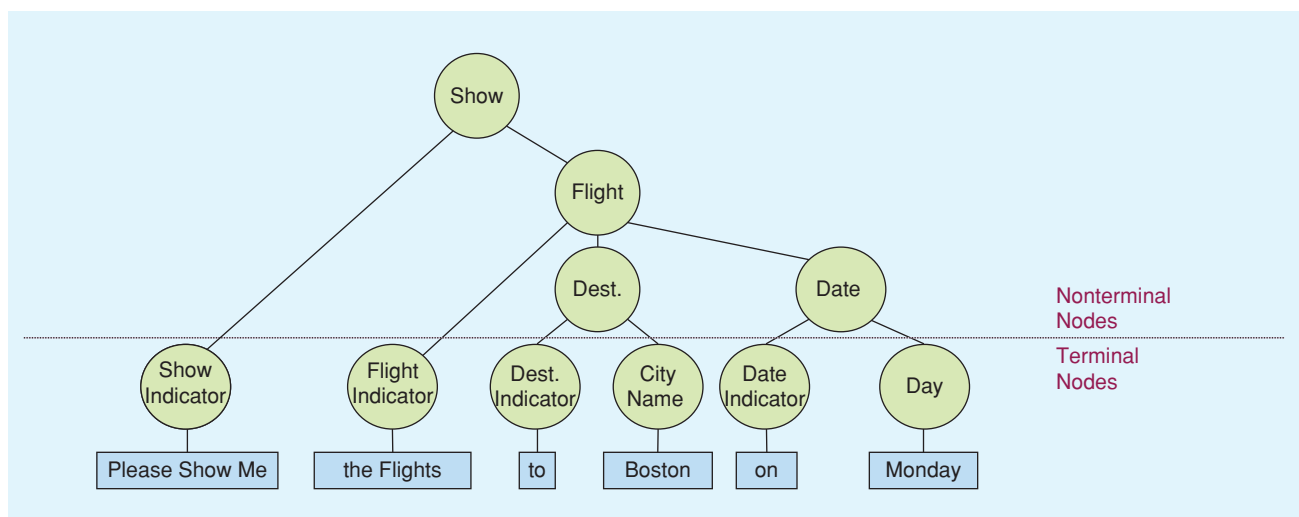 Show
Flight
Dest.
Date
Nonterminal
Nodes
Terminal
Nodes
Show
Indicator
Flight
Indicator
Dest.
Indicator
City
Name
Date
Indicator
Day
Please Show Me
the Flights
to
Boston
on
Monday